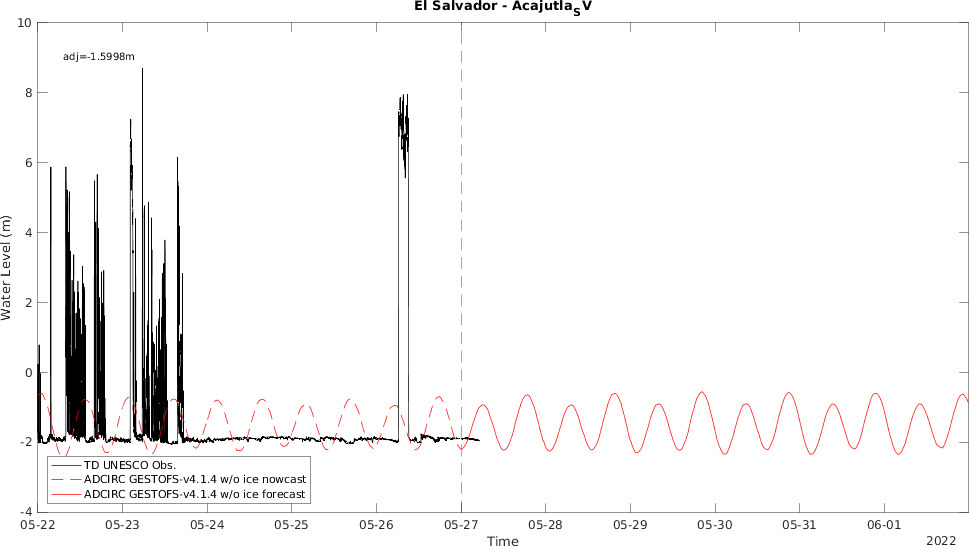 El Salvador - AcajutlaSV
10
adj=-1.5998m
8
6
4
2
0
-2
-4
Water Level (m)
TD UNESCO Obs.
ADCIRC GESTOFS-v4.1.4 w/o ice nowcast
ADCIRC GESTOFS-v4.1.4 w/o ice forecast
05-22 05-23 05-24 05-25 05-26 05-27 05-28 05-29 05-30 05-31 06-01
Time
2022